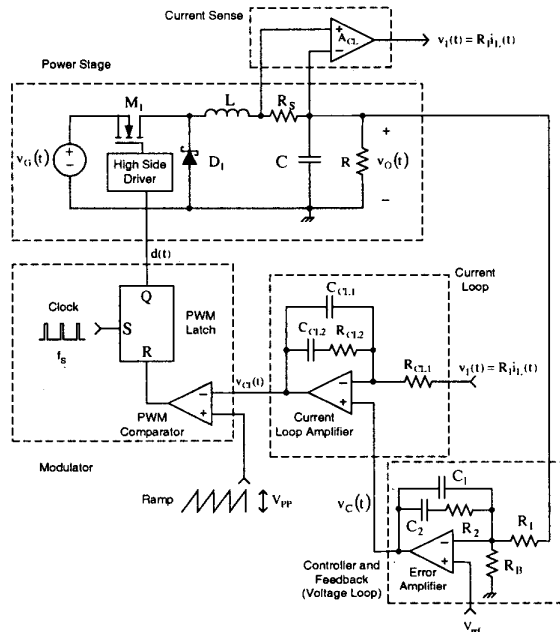 Current Sense
+
A_CL
−
v_I(t) = R_I i_L(t)
Power Stage
M_1
L
R_S
+
v_G(t)
+
−
High Side
Driver
D_1
C
R
v_O(t)
−
d(t)
Clock
Q
PWM
Latch
S
f_S
R
Current
Loop
C_CL1
C_CL2
R_CL2
R_CL1
v_I(t) = R_I i_L(t)
v_CI(t)
−
+
PWM
Comparator
−
+
Current
Loop Amplifier
Modulator
Ramp
V_PP
v_C(t)
C_1
C_2
R_2
R_1
−
+
R_B
Controller and
Feedback
(Voltage Loop)
Error
Amplifier
V_ref